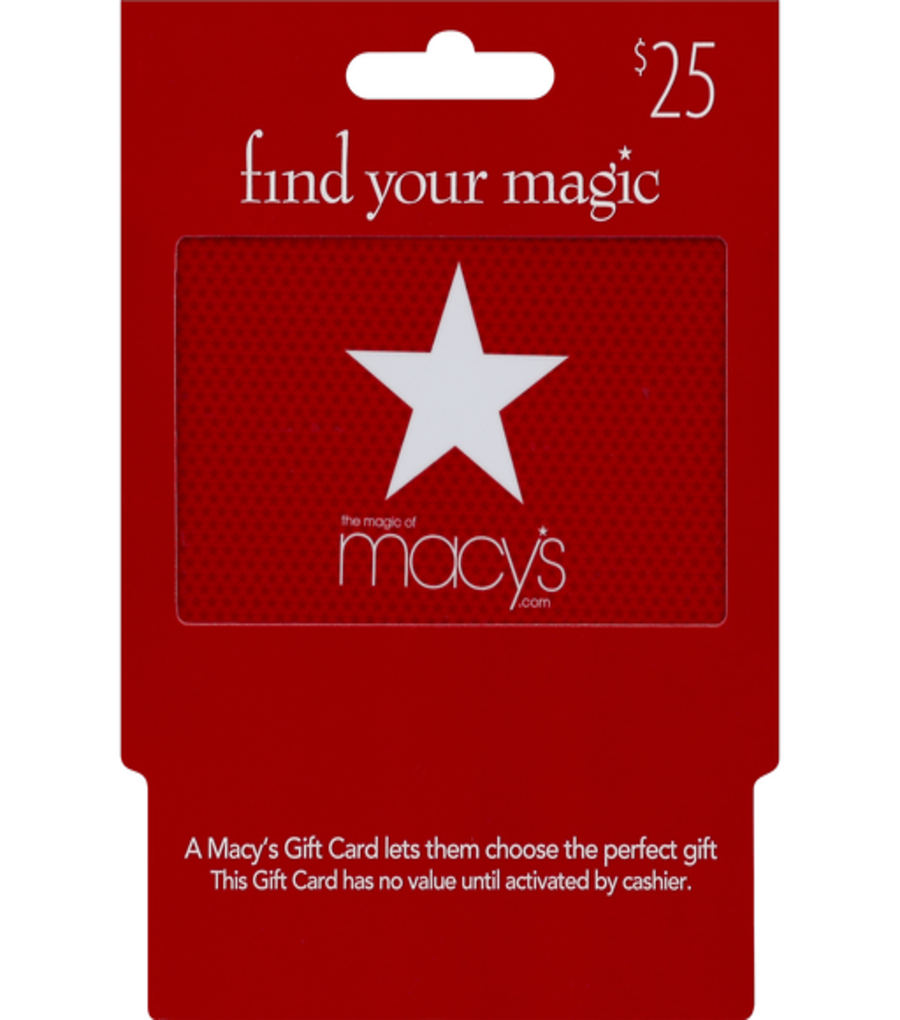 $25
find your magic
the magic of
macy's
.com
A Macy's Gift Card lets them choose the perfect gift
This Gift Card has no value until activated by cashier.